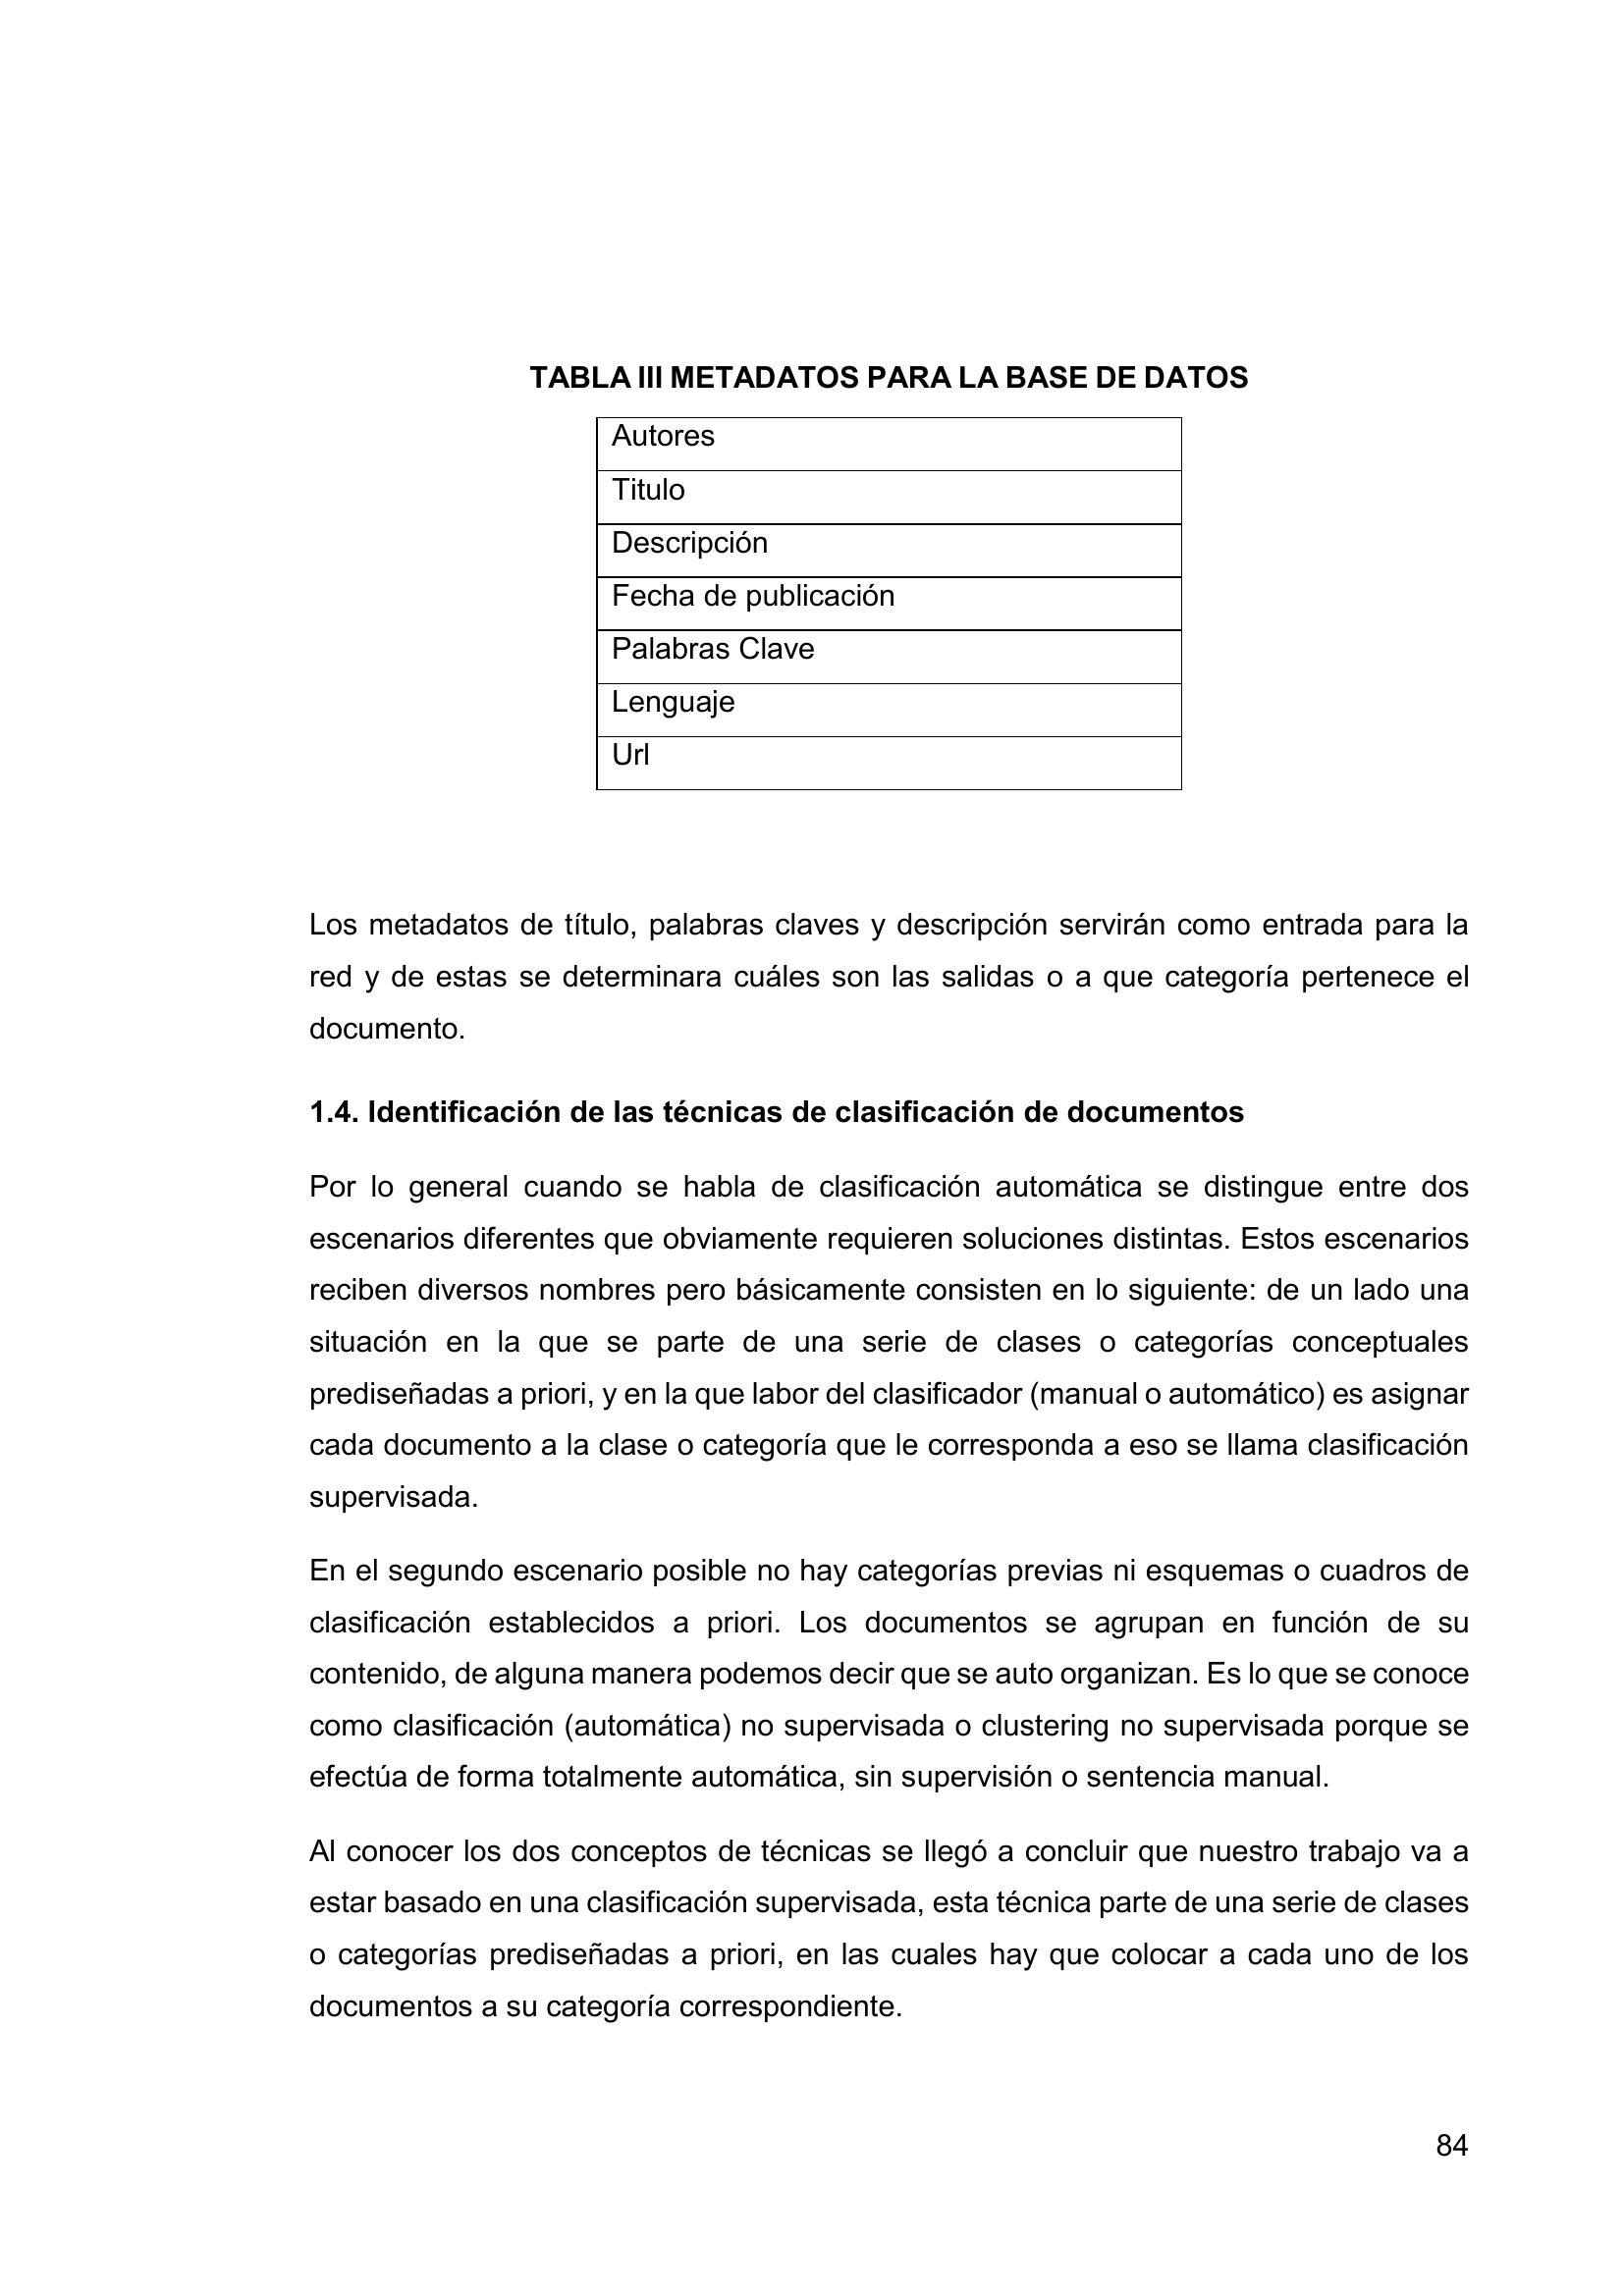 TABLA III METADATOS PARA LA BASE DE DATOS
Autores
Titulo
Descripción
Fecha de publicación
Palabras Clave
Lenguaje
Url
Los metadatos de título, palabras claves y descripción servirán como entrada para la
red y de estas se determinara cuáles son las salidas o a que categoría pertenece el
documento.
1.4. Identificación de las técnicas de clasificación de documentos
Por lo general cuando se habla de clasificación automática se distingue entre dos
escenarios diferentes que obviamente requieren soluciones distintas. Estos escenarios
reciben diversos nombres pero básicamente consisten en lo siguiente: de un lado una
situación en la que se parte de una serie de clases o categorías conceptuales
prediseñadas a priori, y en la que labor del clasificador (manual o automático) es asignar
cada documento a la clase o categoría que le corresponda a eso se llama clasificación
supervisada.
En el segundo escenario posible no hay categorías previas ni esquemas o cuadros de
clasificación establecidos a priori. Los documentos se agrupan en función de su
contenido, de alguna manera podemos decir que se auto organizan. Es lo que se conoce
como clasificación (automática) no supervisada o clustering no supervisada porque se
efectúa de forma totalmente automática, sin supervisión o sentencia manual.
Al conocer los dos conceptos de técnicas se llegó a concluir que nuestro trabajo va a
estar basado en una clasificación supervisada, esta técnica parte de una serie de clases
o categorías prediseñadas a priori, en las cuales hay que colocar a cada uno de los
documentos a su categoría correspondiente.
84